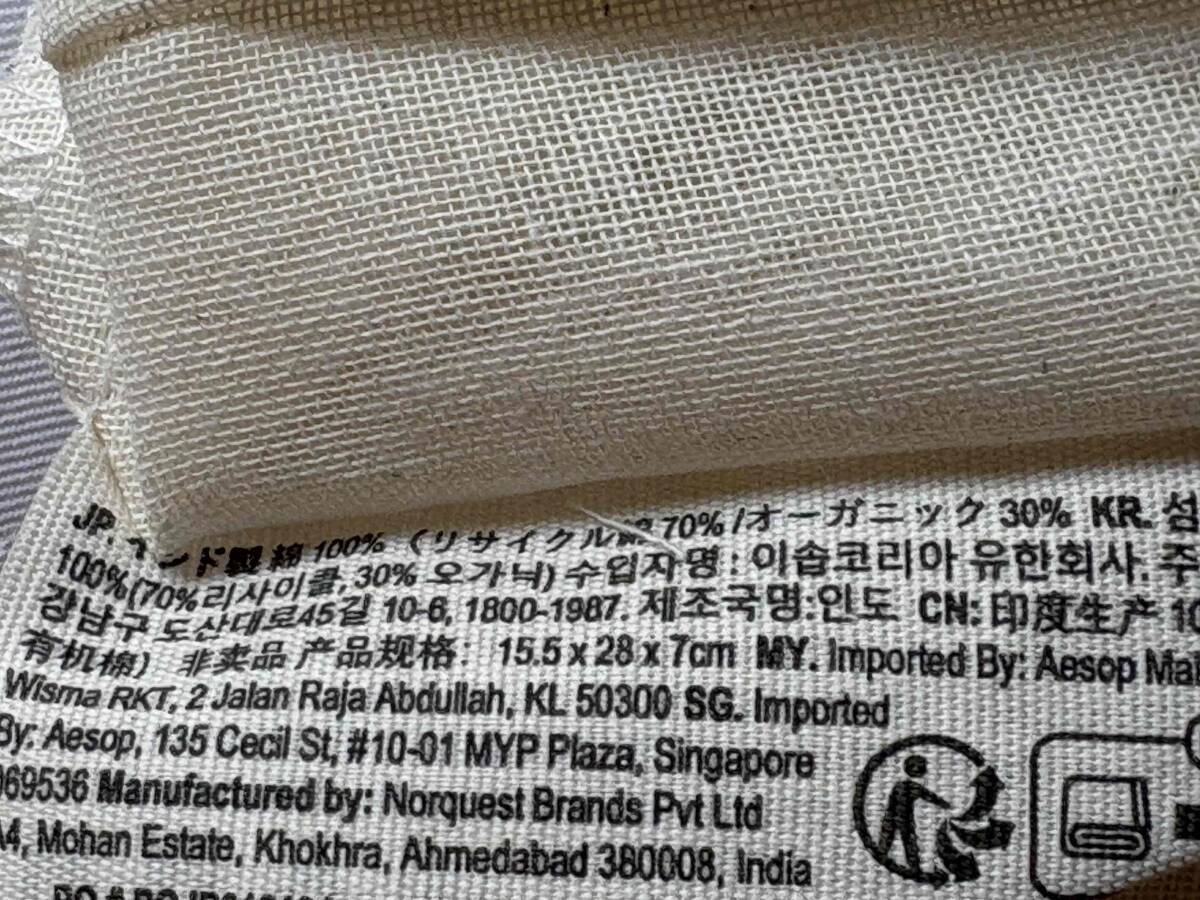 JP. インド製 綿 100% (リサイクル綿 70% /オーガニック 30% KR. 섬
100%(70% 리사이클, 30% 오가닉) 수입자명: 이솝코리아 유한회사. 주
강남구 도산대로45길 10-6, 1800-1987. 제조국명:인도 CN: 印度生产 10
有机棉) 非卖品 产品规格: 15.5 x 28 x 7cm MY. Imported By: Aesop Mal
Wisma RKT, 2 Jalan Raja Abdullah, KL 50300 SG. Imported
By: Aesop, 135 Cecil St, #10-01 MYP Plaza, Singapore
069536 Manufactured by: Norquest Brands Pvt Ltd
A4, Mohan Estate, Khokhra, Ahmedabad 380008, India